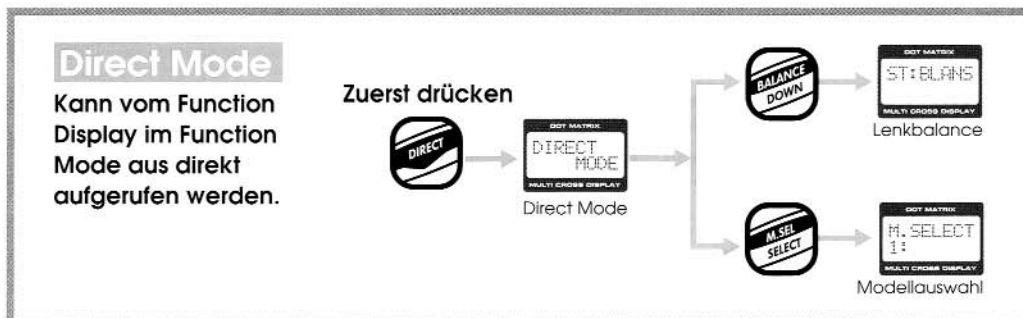 Direct Mode
Kann vom Function
Display im Function
Mode aus direkt
aufgerufen werden.
Zuerst drücken
DIRECT
DOT MATRIX
DIRECT
MODE
MULTI CROSS DISPLAY
Direct Mode
BALANCE
DOWN
DOT MATRIX
ST:BLANS
MULTI CROSS DISPLAY
Lenkbalance
M.SEL
SELECT
DOT MATRIX
M.SELECT
1:
MULTI CROSS DISPLAY
Modellauswahl